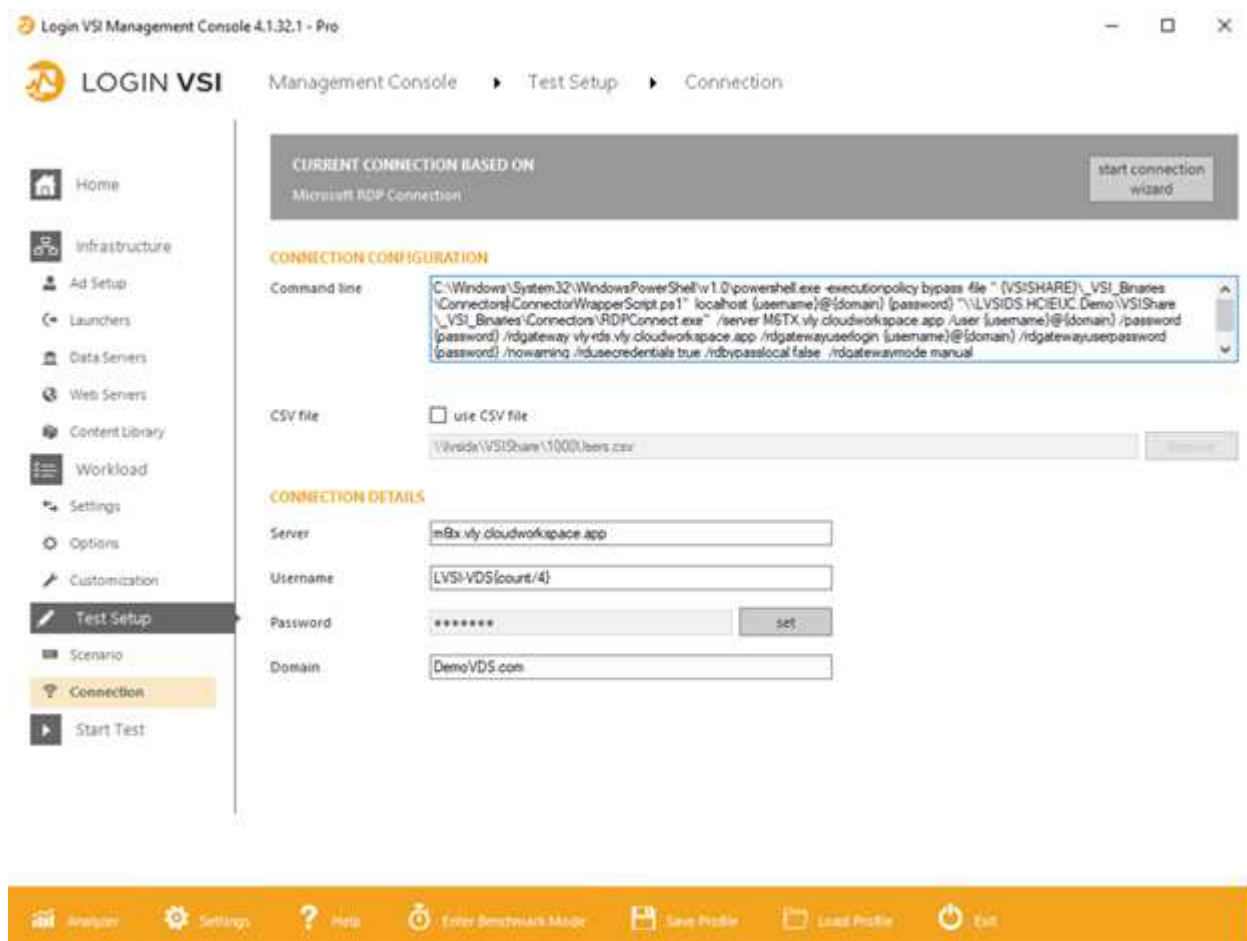 Login VSI Management Console 4.1.32.1 - Pro
LOGIN VSI
Management Console
Test Setup
Connection
Home
Infrastructure
Ad Setup
Launchers
Data Servers
Web Servers
Content Library
Workload
Settings
Options
Customization
Test Setup
Scenario
Connection
Start Test
CURRENT CONNECTION BASED ON
Microsoft RDP Connection
start connection
wizard
CONNECTION CONFIGURATION
Command line
C:\Windows\System32\WindowsPowerShell\v1.0\powershell.exe -executionpolicy bypass -file " {VSISHARE}\_VSI_Binaries
\Connectors\ConnectorWrapperScript.ps1" localhost {username}@{domain} {password} "\\LVSIDS.HCIEUC.Demo\VSIShare
\_VSI_Binaries\Connectors\RDPConnect.exe" /server M6TX.vly.cloudworkspace.app /user {username}@{domain} /password
{password} /rdgateway vly-rds.vly.cloudworkspace.app /rdgatewayuserlogin {username}@{domain} /rdgatewayuserpassword
{password} /nowarning /rdusecredentials true /rdbypasslocal false /rdgatewaymode manual
CSV file
use CSV file
\\lvsids\VSIShare\1000Users.csv
CONNECTION DETAILS
Server
vly.cloudworkspace.app
Username
LVSI-VDS{count/4}
Password
*******
set
Domain
DemoVDS.com
Analyzer
Settings
Help
Enter Benchmark Mode
Save Profile
Load Profile
Exit